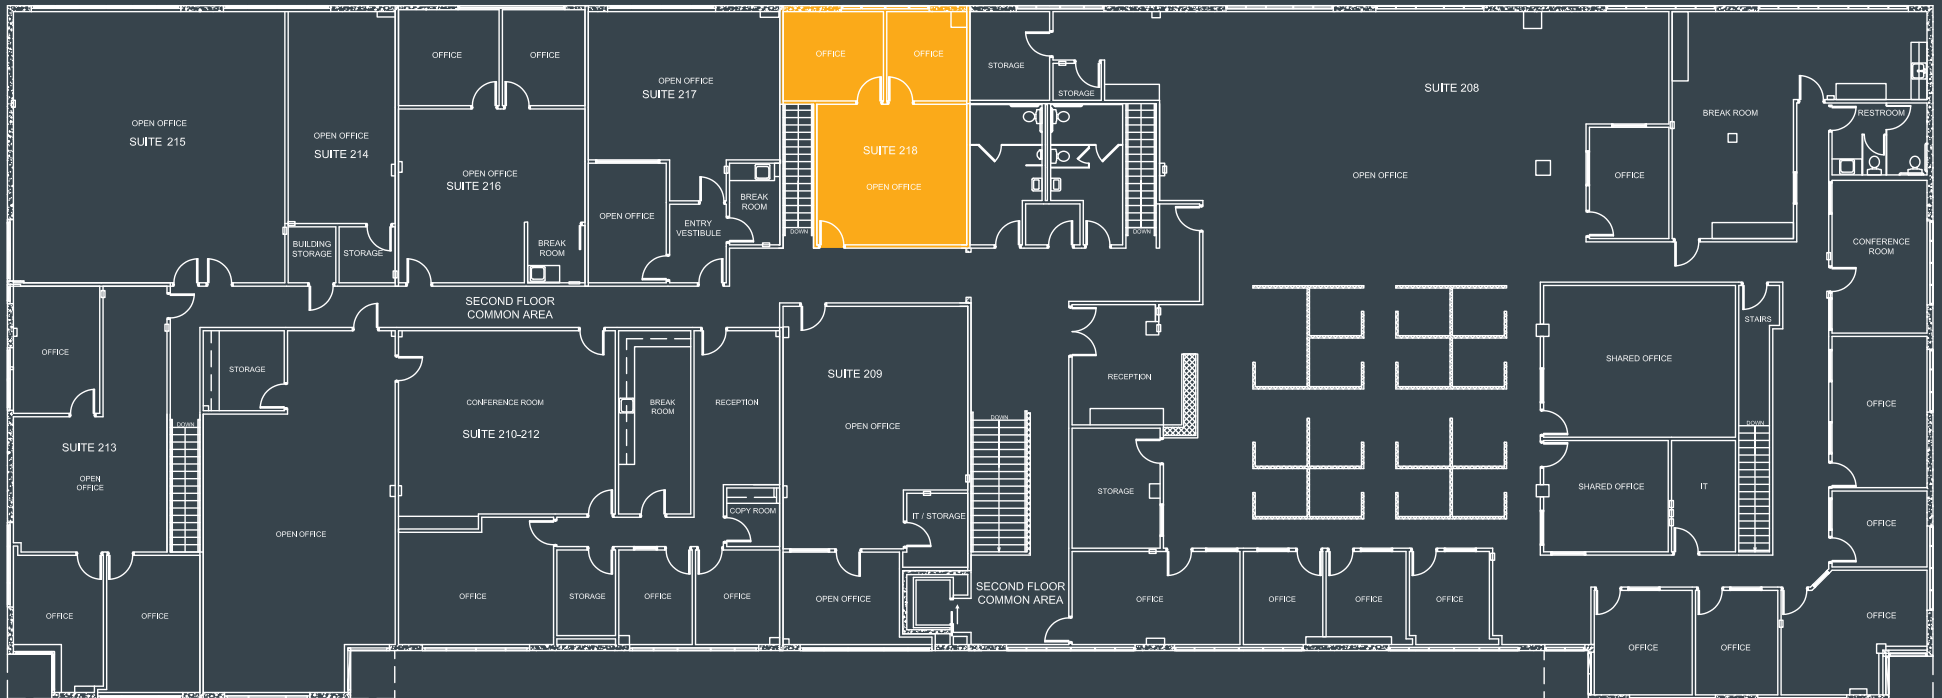 OPEN OFFICE
SUITE 215
OPEN OFFICE
SUITE 214
BUILDING
STORAGE
STORAGE
OFFICE
OFFICE
OPEN OFFICE
SUITE 216
BREAK
ROOM
OPEN OFFICE
SUITE 217
OPEN OFFICE
ENTRY
VESTIBULE
BREAK
ROOM
DOWN
OFFICE
OFFICE
SUITE 218
OPEN OFFICE
STORAGE
STORAGE
DOWN
SUITE 208
OPEN OFFICE
OFFICE
BREAK ROOM
RESTROOM
CONFERENCE
ROOM
SECOND FLOOR
COMMON AREA
OFFICE
SUITE 213
OPEN
OFFICE
DOWN
OFFICE
OFFICE
STORAGE
OPEN OFFICE
CONFERENCE ROOM
SUITE 210-212
BREAK
ROOM
RECEPTION
COPY ROOM
OFFICE
STORAGE
OFFICE
OFFICE
SUITE 209
OPEN OFFICE
IT / STORAGE
OPEN OFFICE
DOWN
SECOND FLOOR
COMMON AREA
RECEPTION
STORAGE
OFFICE
OFFICE
OFFICE
OFFICE
SHARED OFFICE
SHARED OFFICE
IT
STAIRS
DOWN
OFFICE
OFFICE
OFFICE
OFFICE
OFFICE